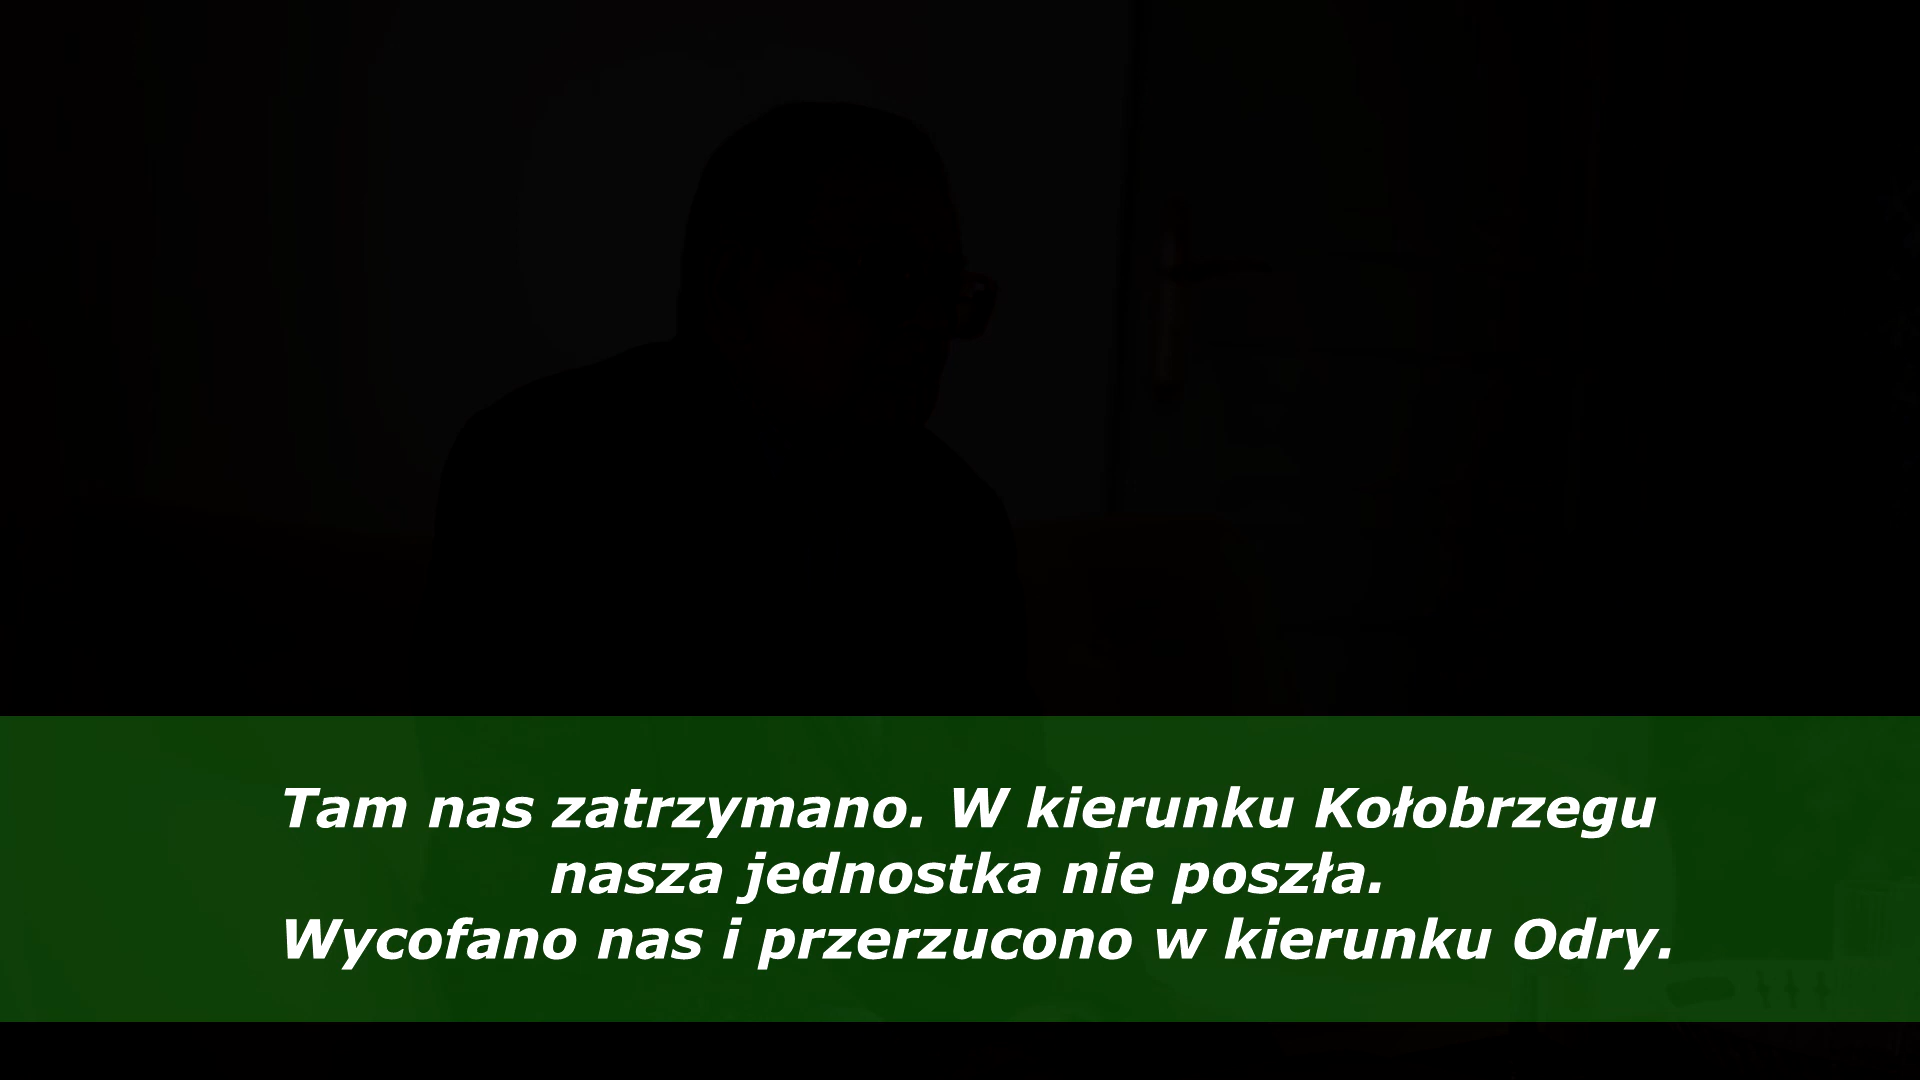 Tam nas zatrzymano. W kierunku Kołobrzegu
nasza jednostka nie poszła.
Wycofano nas i przerzucono w kierunku Odry.